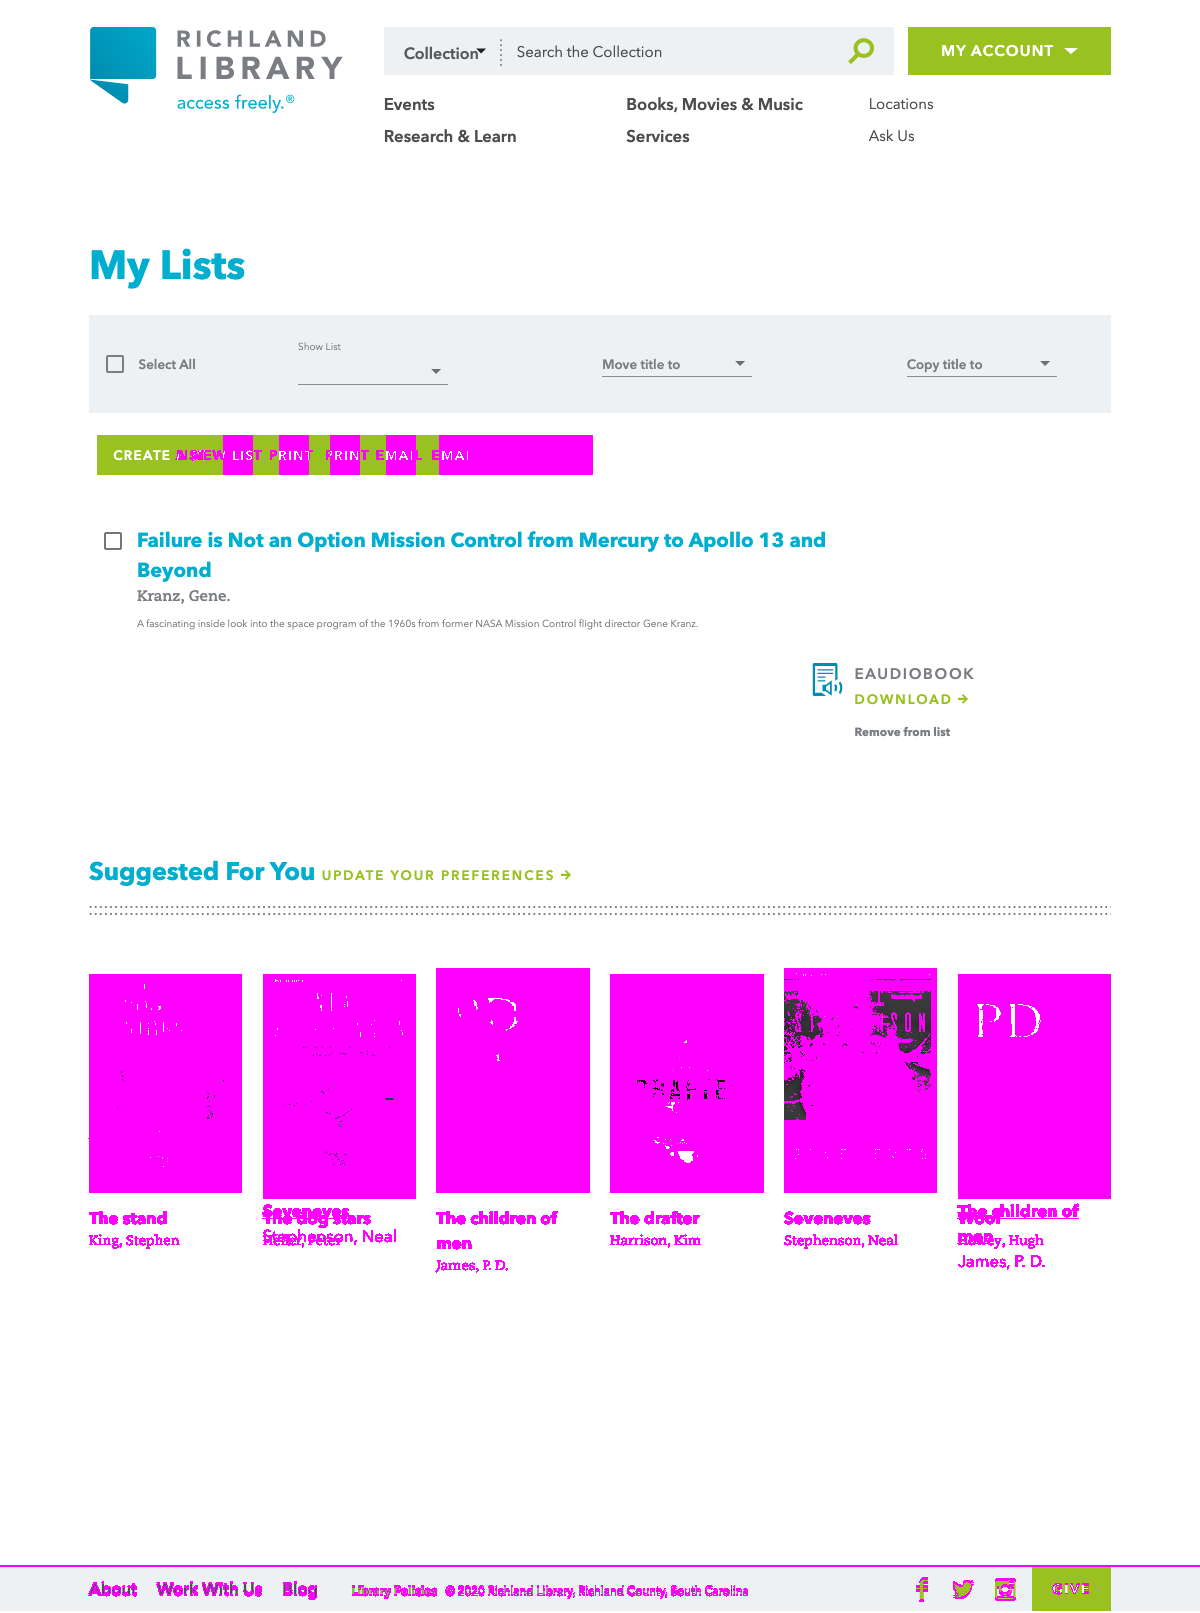 RICHLAND
LIBRARY
access freely.®
Collection
Search the Collection
MY ACCOUNT
Events
Books, Movies & Music
Locations
Research & Learn
Services
Ask Us
My Lists
Select All
Show List
Move title to
Copy title to
CREATE
NEW LIST PRINT PRINT EMAIL
Failure is Not an Option Mission Control from Mercury to Apollo 13 and
Beyond
Kranz, Gene.
A fascinating inside look into the space program of the 1960s from former NASA Mission Control flight director Gene Kranz.
EAUDIOBOOK
DOWNLOAD →
Remove from list
Suggested For You UPDATE YOUR PREFERENCES →
PD
The stand
King, Stephen
Seveneves
The dog stars
Stephenson, Neal
Heller, Peter
The children of
men
James, P. D.
The drafter
Harrison, Kim
Seveneves
Stephenson, Neal
The children of
Wool
men
Howey, Hugh
James, P. D.
About
Work With Us
Blog
Library Policies
© 2020 Richland Library, Richland County, South Carolina
GIVE